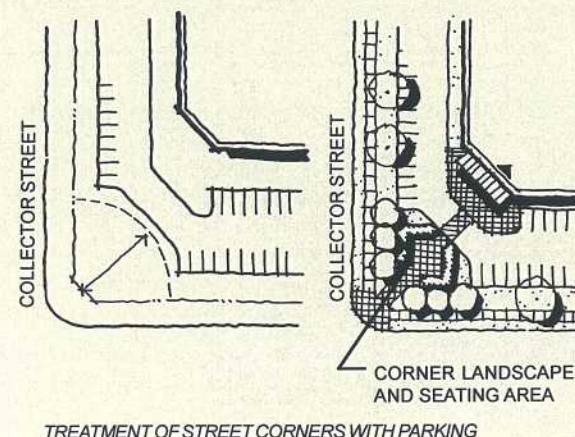 COLLECTOR STREET
COLLECTOR STREET
CORNER LANDSCAPE
AND SEATING AREA
TREATMENT OF STREET CORNERS WITH PARKING